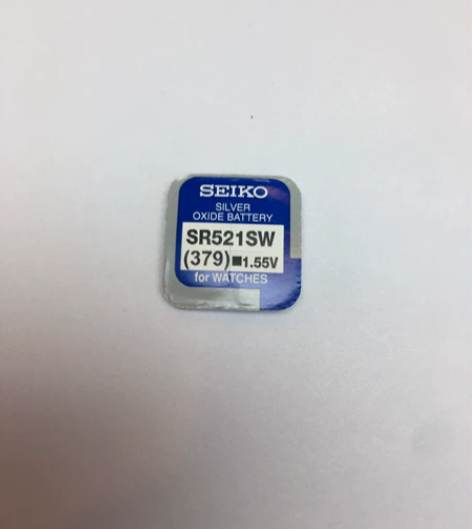 SEIKO
SILVER
OXIDE BATTERY
SR521SW
(379)■1.55V
for WATCHES